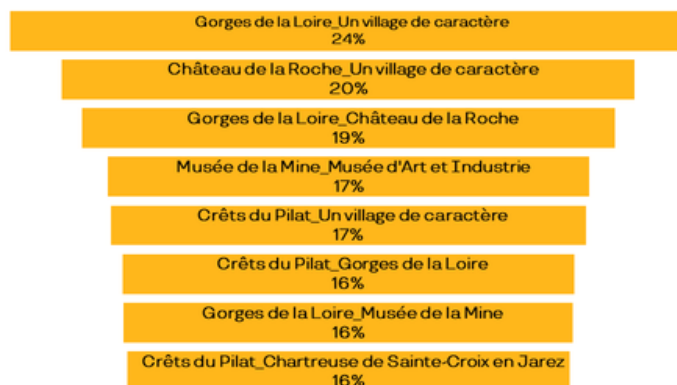 Gorges de la Loire_Un village de caractère
24%
Château de la Roche_Un village de caractère
20%
Gorges de la Loire_Château de la Roche
19%
Musée de la Mine_Musée d'Art et Industrie
17%
Crêts du Pilat_Un village de caractère
17%
Crêts du Pilat_Gorges de la Loire
16%
Gorges de la Loire_Musée de la Mine
16%
Crêts du Pilat_Chartreuse de Sainte-Croix en Jarez
16%